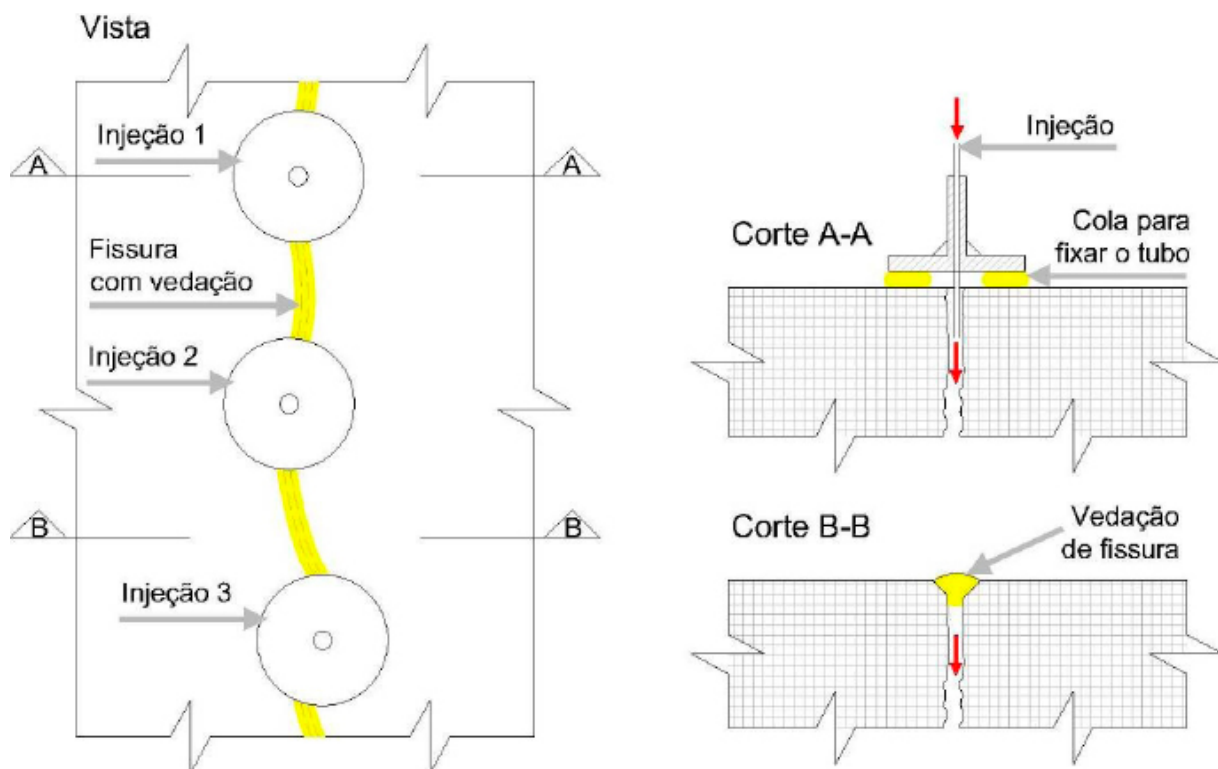 Vista
Injeção 1
A
A
Fissura
com vedação
Injeção 2
B
B
Injeção 3
Injeção
Corte A-A
Cola para
fixar o tubo
Corte B-B
Vedação
de fissura